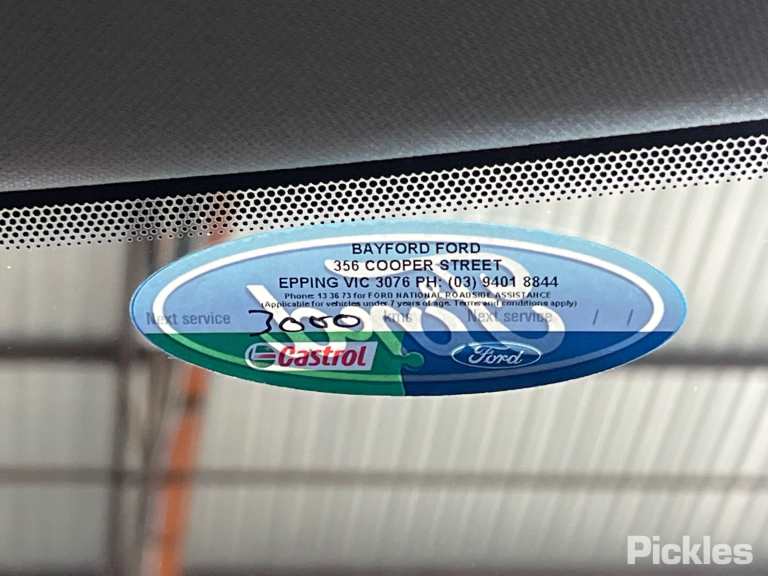 BAYFORD FORD
356 COOPER STREET
EPPING VIC 3076 PH: (03) 9401 8844
Phone: 13 36 73 for FORD NATIONAL ROADSIDE ASSISTANCE
(Applicable for vehicles under 7 years of age. Terms and conditions apply)
Next service 3000 kms Next service / /
Castrol Ford
Pickles